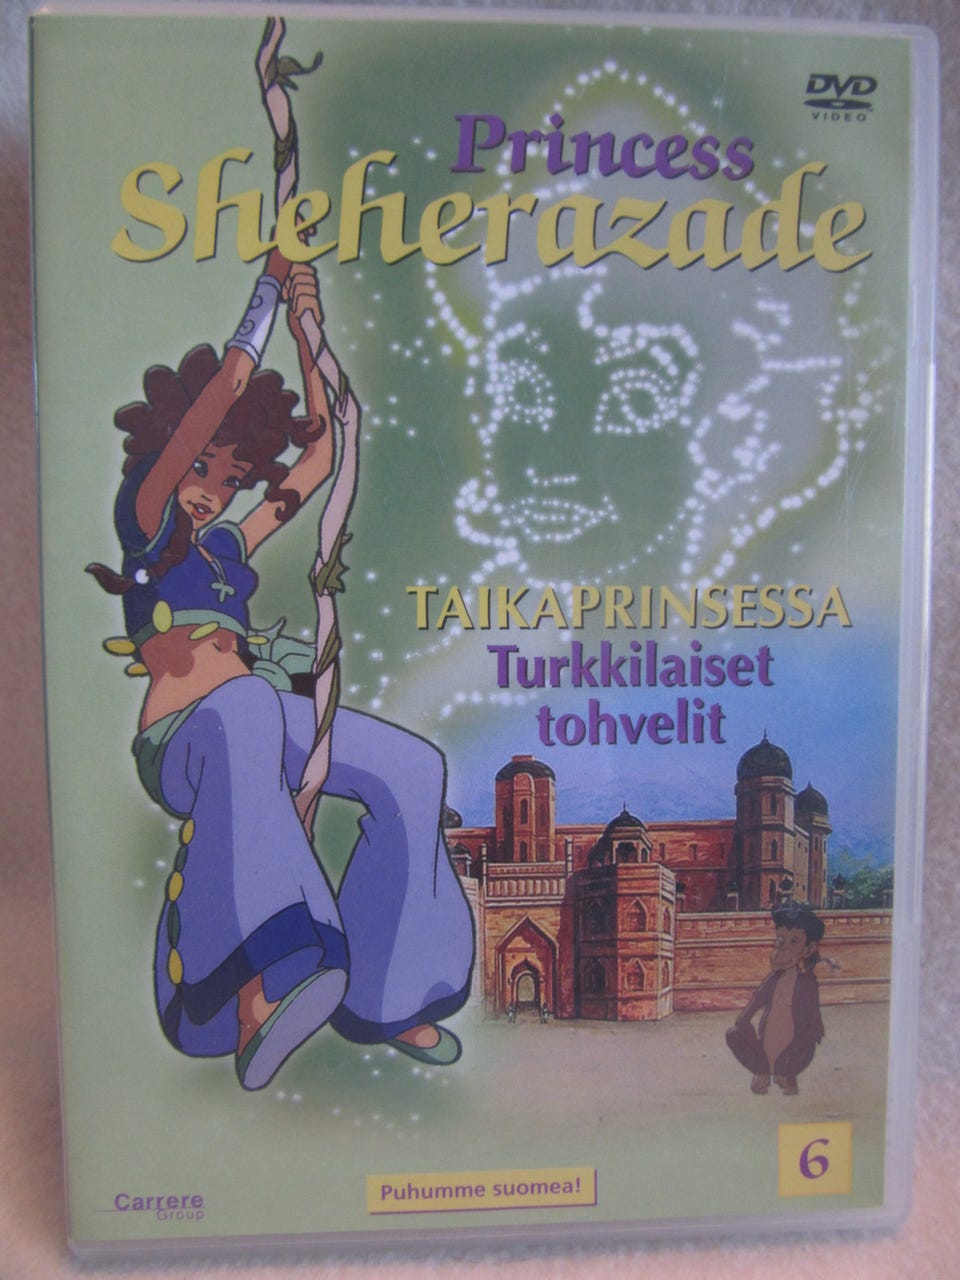 DVD
VIDEO
Princess
Sheherazade
TAIKAPRINSESSA
Turkkilaiset
tohvelit
6
Puhumme suomea!
Carrere
Group